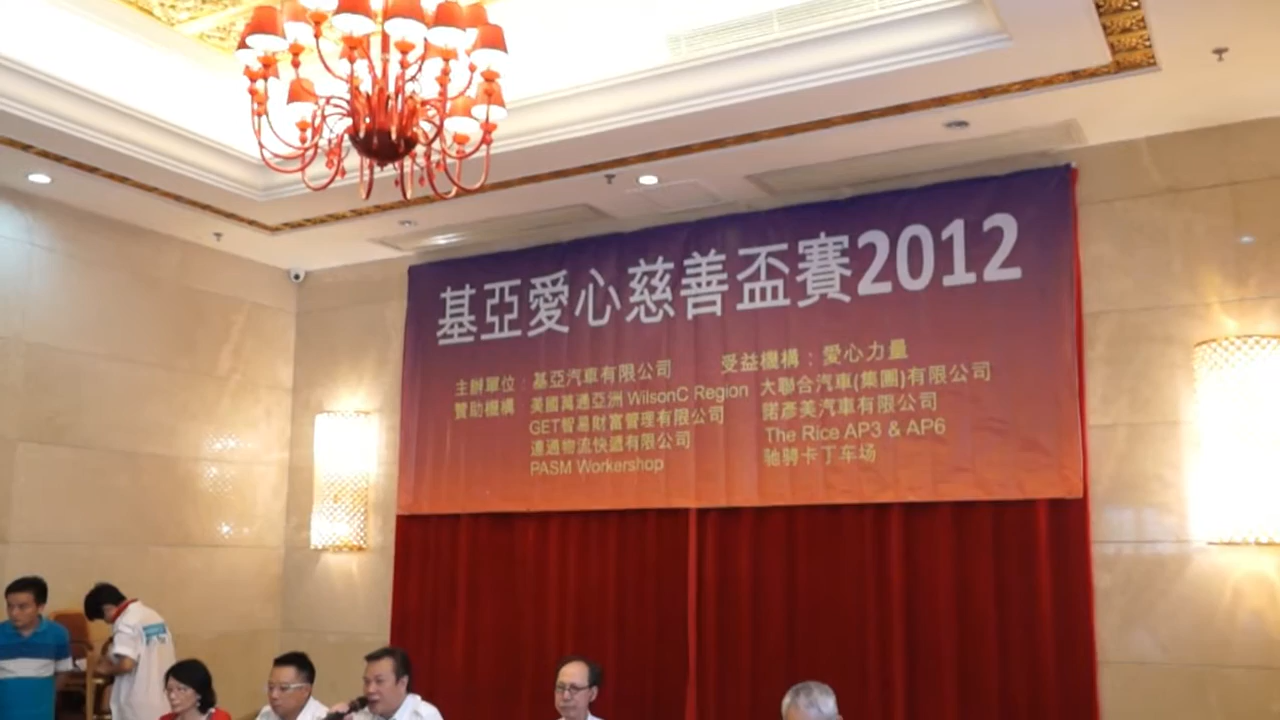 基亞愛心慈善盃賽2012
主辦單位：基亞汽車有限公司 受益機構：愛心力量
贊助機構 美國萬通亞洲 WilsonC Region 大聯合汽車(集團)有限公司
GET智易財富管理有限公司 諾彥美汽車有限公司
連通物流快遞有限公司 The Rice AP3 & AP6
PASM Workershop 驰骋卡丁车场